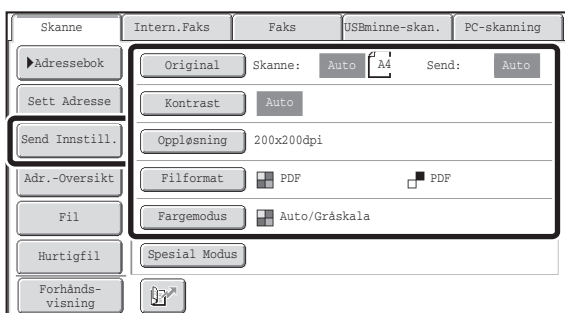 Skanne Intern.Faks Faks USBminne-skan. PC-skanning
Adressebok Original Skanne: Auto A4 Send: Auto
Sett Adresse Kontrast Auto
Send Innstill. Oppløsning 200x200dpi
Adr.-Oversikt Filformat PDF PDF
Fil Fargemodus Auto/Gråskala
Hurtigfil Spesial Modus
Forhånds-
visning